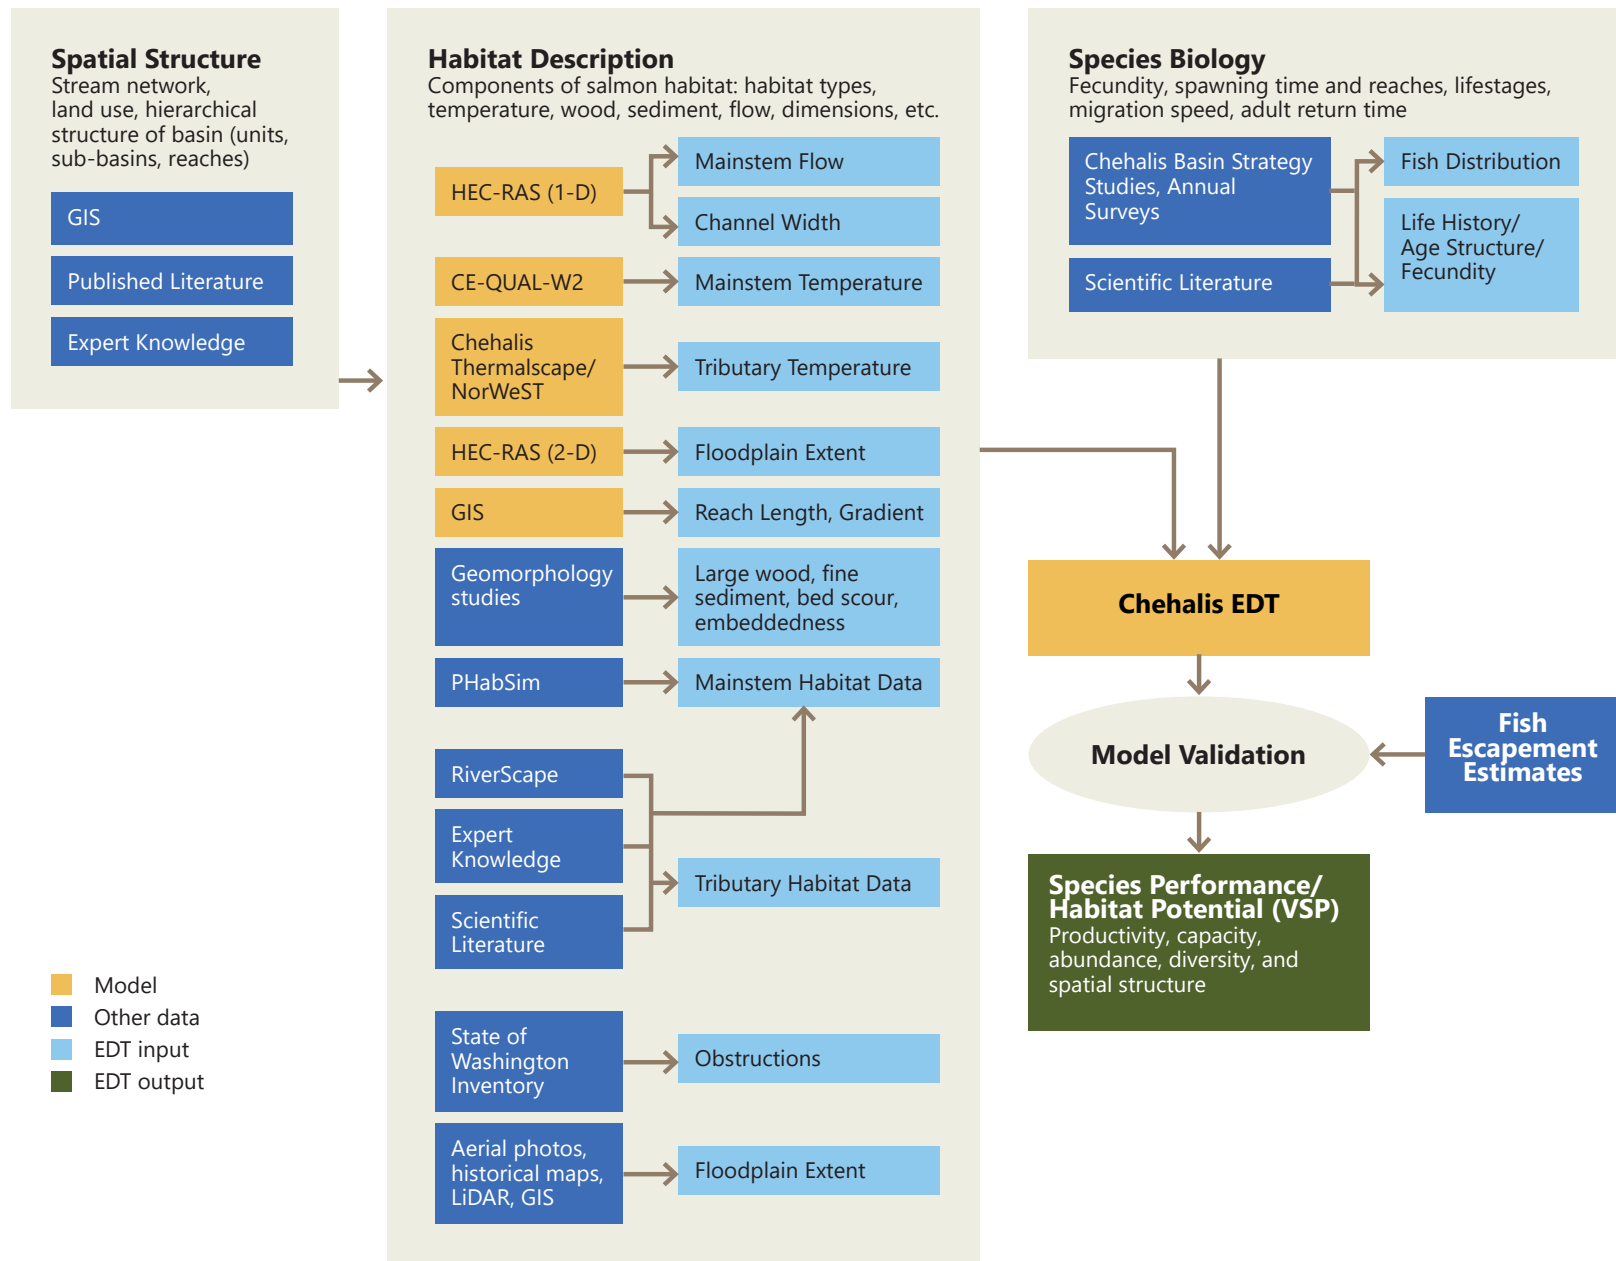 Spatial Structure
Stream network,
land use, hierarchical
structure of basin (units,
sub-basins, reaches)
GIS
Published Literature
Expert Knowledge
Habitat Description
Components of salmon habitat: habitat types,
temperature, wood, sediment, flow, dimensions, etc.
HEC-RAS (1-D)
Mainstem Flow
Channel Width
CE-QUAL-W2
Mainstem Temperature
Chehalis
Thermalscape/
NorWeST
Tributary Temperature
HEC-RAS (2-D)
Floodplain Extent
GIS
Reach Length, Gradient
Geomorphology
studies
Large wood, fine
sediment, bed scour,
embeddedness
PHabSim
Mainstem Habitat Data
RiverScape
Expert
Knowledge
Scientific
Literature
Tributary Habitat Data
State of
Washington
Inventory
Obstructions
Aerial photos,
historical maps,
LiDAR, GIS
Floodplain Extent
Species Biology
Fecundity, spawning time and reaches, lifestages,
migration speed, adult return time
Chehalis Basin Strategy
Studies, Annual
Surveys
Scientific Literature
Fish Distribution
Life History/
Age Structure/
Fecundity
Chehalis EDT
Model Validation
Fish
Escapement
Estimates
Species Performance/
Habitat Potential (VSP)
Productivity, capacity,
abundance, diversity, and
spatial structure
Model
Other data
EDT input
EDT output